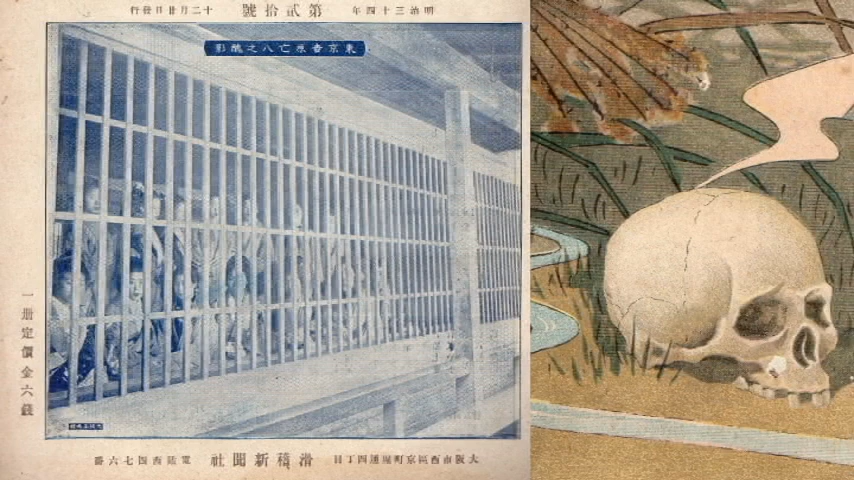 明治三十四年 第貳拾號 十二月廿日發行
東京吉原亡八之醜影
一冊定價金六錢
大阪市西區京町堀通四丁目 滑稽新聞社 電話西四七六番